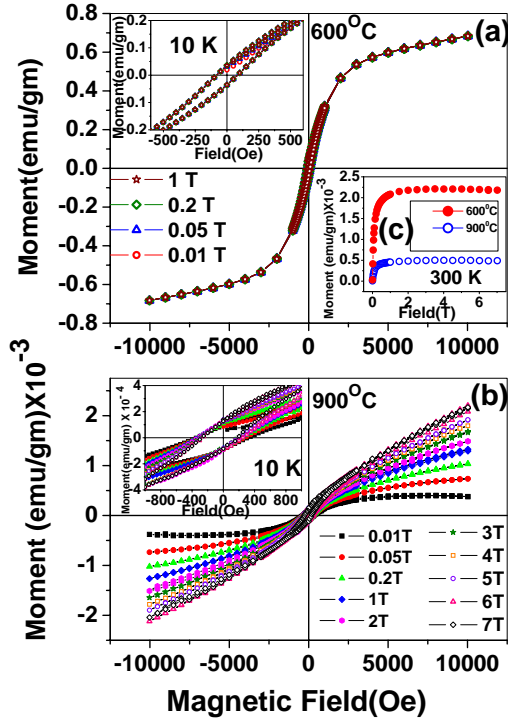 600°C
(a)
10 K
Moment(emu/gm)
0.2
0.1
0.0
0.1
0.2
-600 -300 0 300 600
Field(Oe)
Moment(emu/gm)
0.8
0.6
0.4
0.2
0.0
-0.2
-0.4
-0.6
-0.8
1 T
0.2 T
0.05 T
0.01 T
Moment (emu/gm)X10-3
2.5
2.0
1.5
1.0
0.5
0.0
(c)
600°C
900°C
300 K
0 2 4 6
Field(T)
-10000 -5000 0 5000 10000
900°C
(b)
Moment(emu/gm) X10-4
4
2
0
-2
-4
-800 -400 0 400 800
Field(Oe)
10 K
Moment (emu/gm)X10-3
2
1
0
-1
-2
0.01T
0.05T
0.2T
1T
2T
3T
4T
5T
6T
7T
-10000 -5000 0 5000 10000
Magnetic Field(Oe)